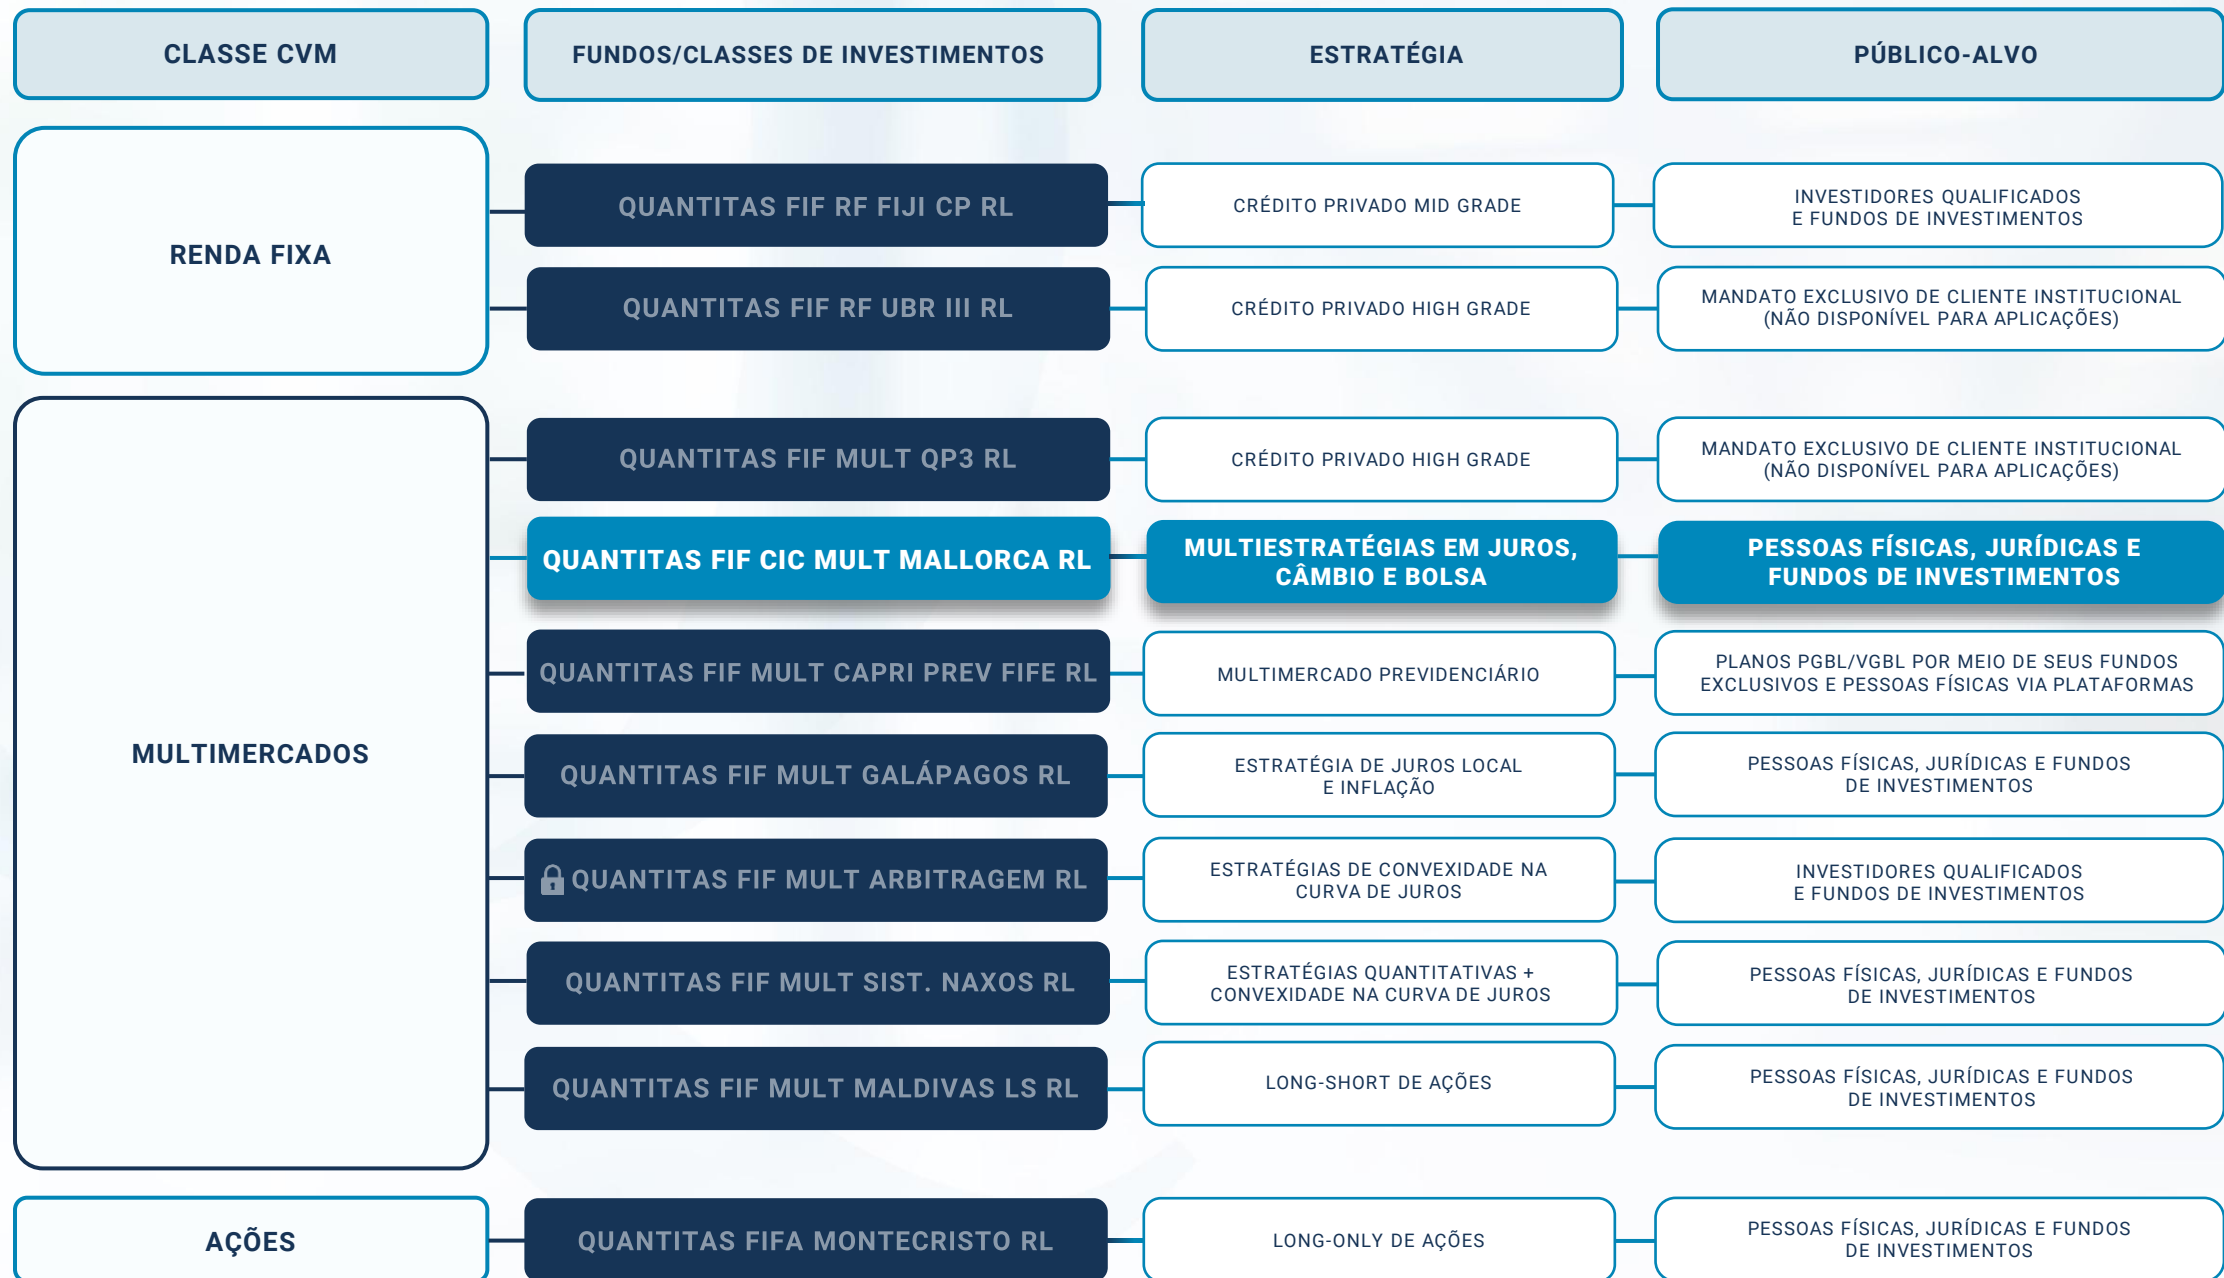 CLASSE CVM
FUNDOS/CLASSES DE INVESTIMENTOS
ESTRATÉGIA
PÚBLICO-ALVO
RENDA FIXA
QUANTITAS FIF RF FIJI CP RL
CRÉDITO PRIVADO MID GRADE
INVESTIDORES QUALIFICADOS
E FUNDOS DE INVESTIMENTOS
QUANTITAS FIF RF UBR III RL
CRÉDITO PRIVADO HIGH GRADE
MANDATO EXCLUSIVO DE CLIENTE INSTITUCIONAL
(NÃO DISPONÍVEL PARA APLICAÇÕES)
MULTIMERCADOS
QUANTITAS FIF MULT QP3 RL
CRÉDITO PRIVADO HIGH GRADE
MANDATO EXCLUSIVO DE CLIENTE INSTITUCIONAL
(NÃO DISPONÍVEL PARA APLICAÇÕES)
QUANTITAS FIF CIC MULT MALLORCA RL
MULTIESTRATÉGIAS EM JUROS,
CÂMBIO E BOLSA
PESSOAS FÍSICAS, JURÍDICAS E
FUNDOS DE INVESTIMENTOS
QUANTITAS FIF MULT CAPRI PREV FIFE RL
MULTIMERCADO PREVIDENCIÁRIO
PLANOS PGBL/VGBL POR MEIO DE SEUS FUNDOS
EXCLUSIVOS E PESSOAS FÍSICAS VIA PLATAFORMAS
QUANTITAS FIF MULT GALÁPAGOS RL
ESTRATÉGIA DE JUROS LOCAL
E INFLAÇÃO
PESSOAS FÍSICAS, JURÍDICAS E FUNDOS
DE INVESTIMENTOS
QUANTITAS FIF MULT ARBITRAGEM RL
ESTRATÉGIAS DE CONVEXIDADE NA
CURVA DE JUROS
INVESTIDORES QUALIFICADOS
E FUNDOS DE INVESTIMENTOS
QUANTITAS FIF MULT SIST. NAXOS RL
ESTRATÉGIAS QUANTITATIVAS +
CONVEXIDADE NA CURVA DE JUROS
PESSOAS FÍSICAS, JURÍDICAS E FUNDOS
DE INVESTIMENTOS
QUANTITAS FIF MULT MALDIVAS LS RL
LONG-SHORT DE AÇÕES
PESSOAS FÍSICAS, JURÍDICAS E FUNDOS
DE INVESTIMENTOS
AÇÕES
QUANTITAS FIFA MONTECRISTO RL
LONG-ONLY DE AÇÕES
PESSOAS FÍSICAS, JURÍDICAS E FUNDOS
DE INVESTIMENTOS